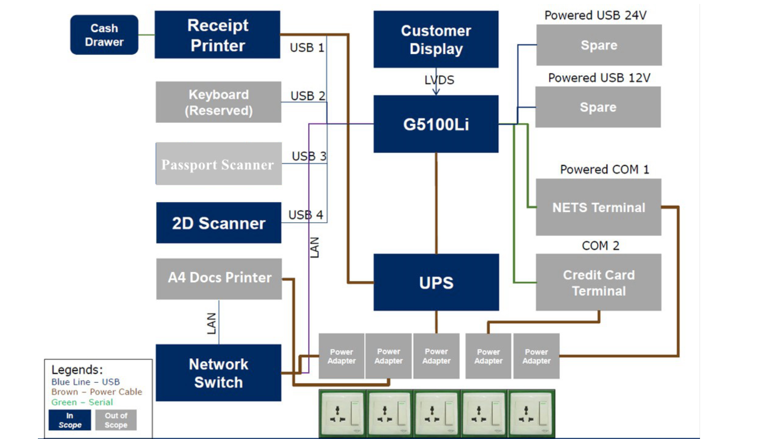 Cash
Drawer
Receipt
Printer
USB 1
Customer
Display
LVDS
Powered USB 24V
Spare
Powered USB 12V
Spare
Keyboard
(Reserved)
USB 2
G5100Li
Passport Scanner
USB 3
Powered COM 1
NETS Terminal
2D Scanner
USB 4
LAN
COM 2
Credit Card
Terminal
A4 Docs Printer
UPS
LAN
Network
Switch
Power
Adapter
Power
Adapter
Power
Adapter
Power
Adapter
Power
Adapter
Legends:
Blue Line – USB
Brown – Power Cable
Green – Serial
In
Scope
Out of
Scope